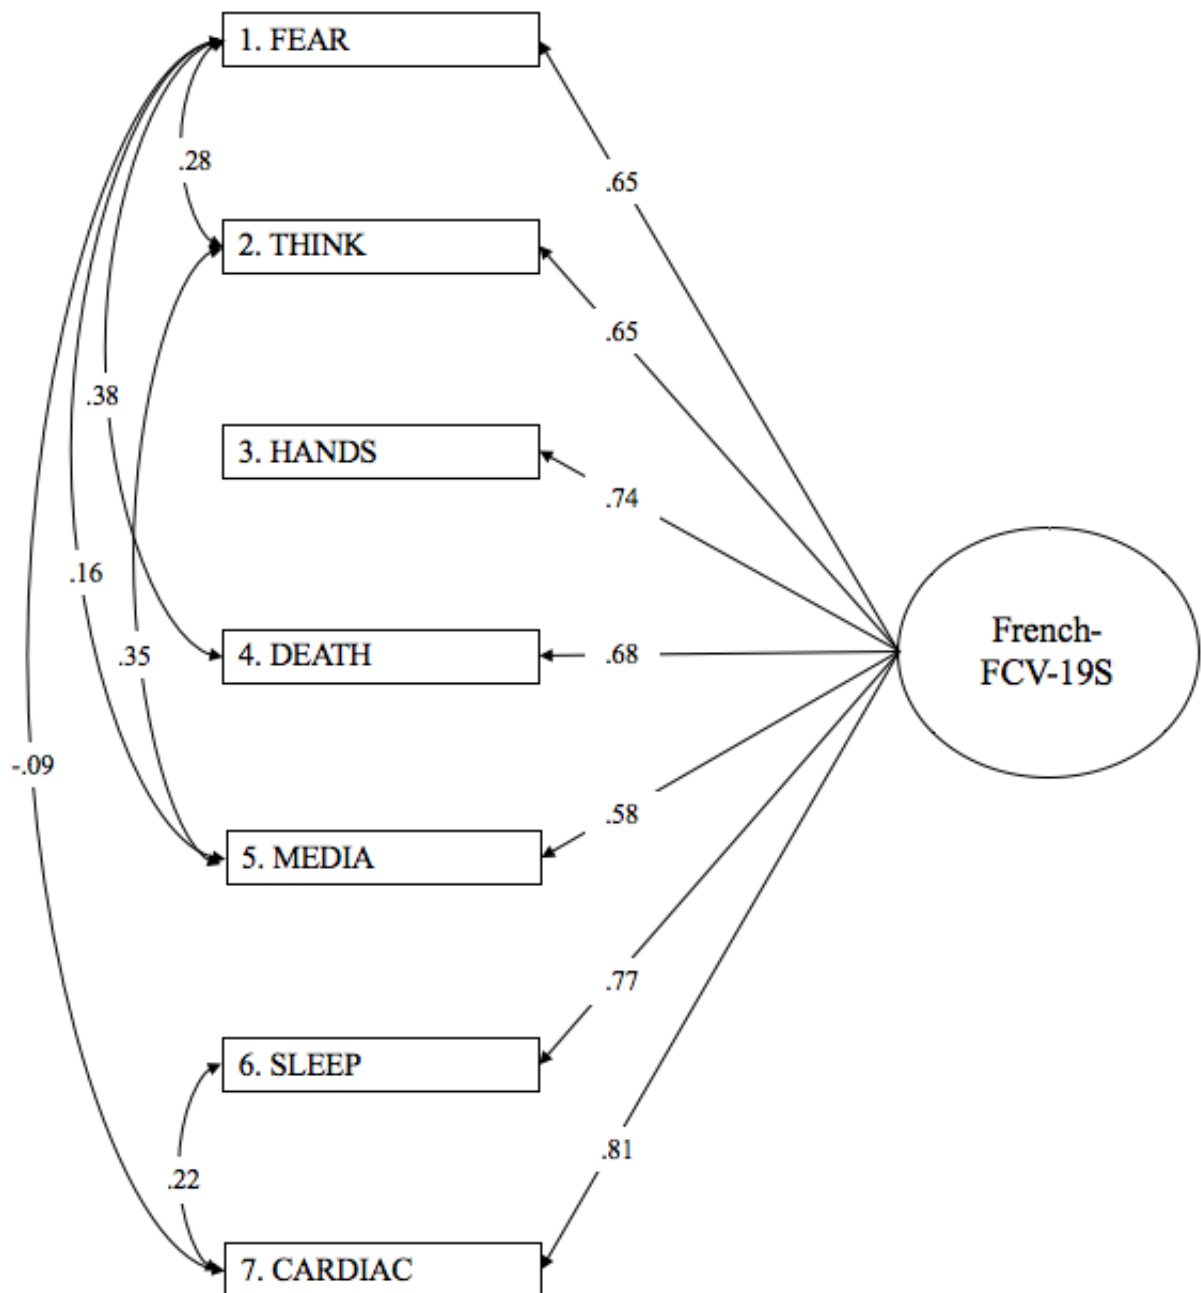 1. FEAR
.28
.65
2. THINK
.65
.38
3. HANDS
.74
.16
.35
4. DEATH
.68
French-
FCV-19S
-.09
.58
5. MEDIA
.77
6. SLEEP
.22
.81
7. CARDIAC